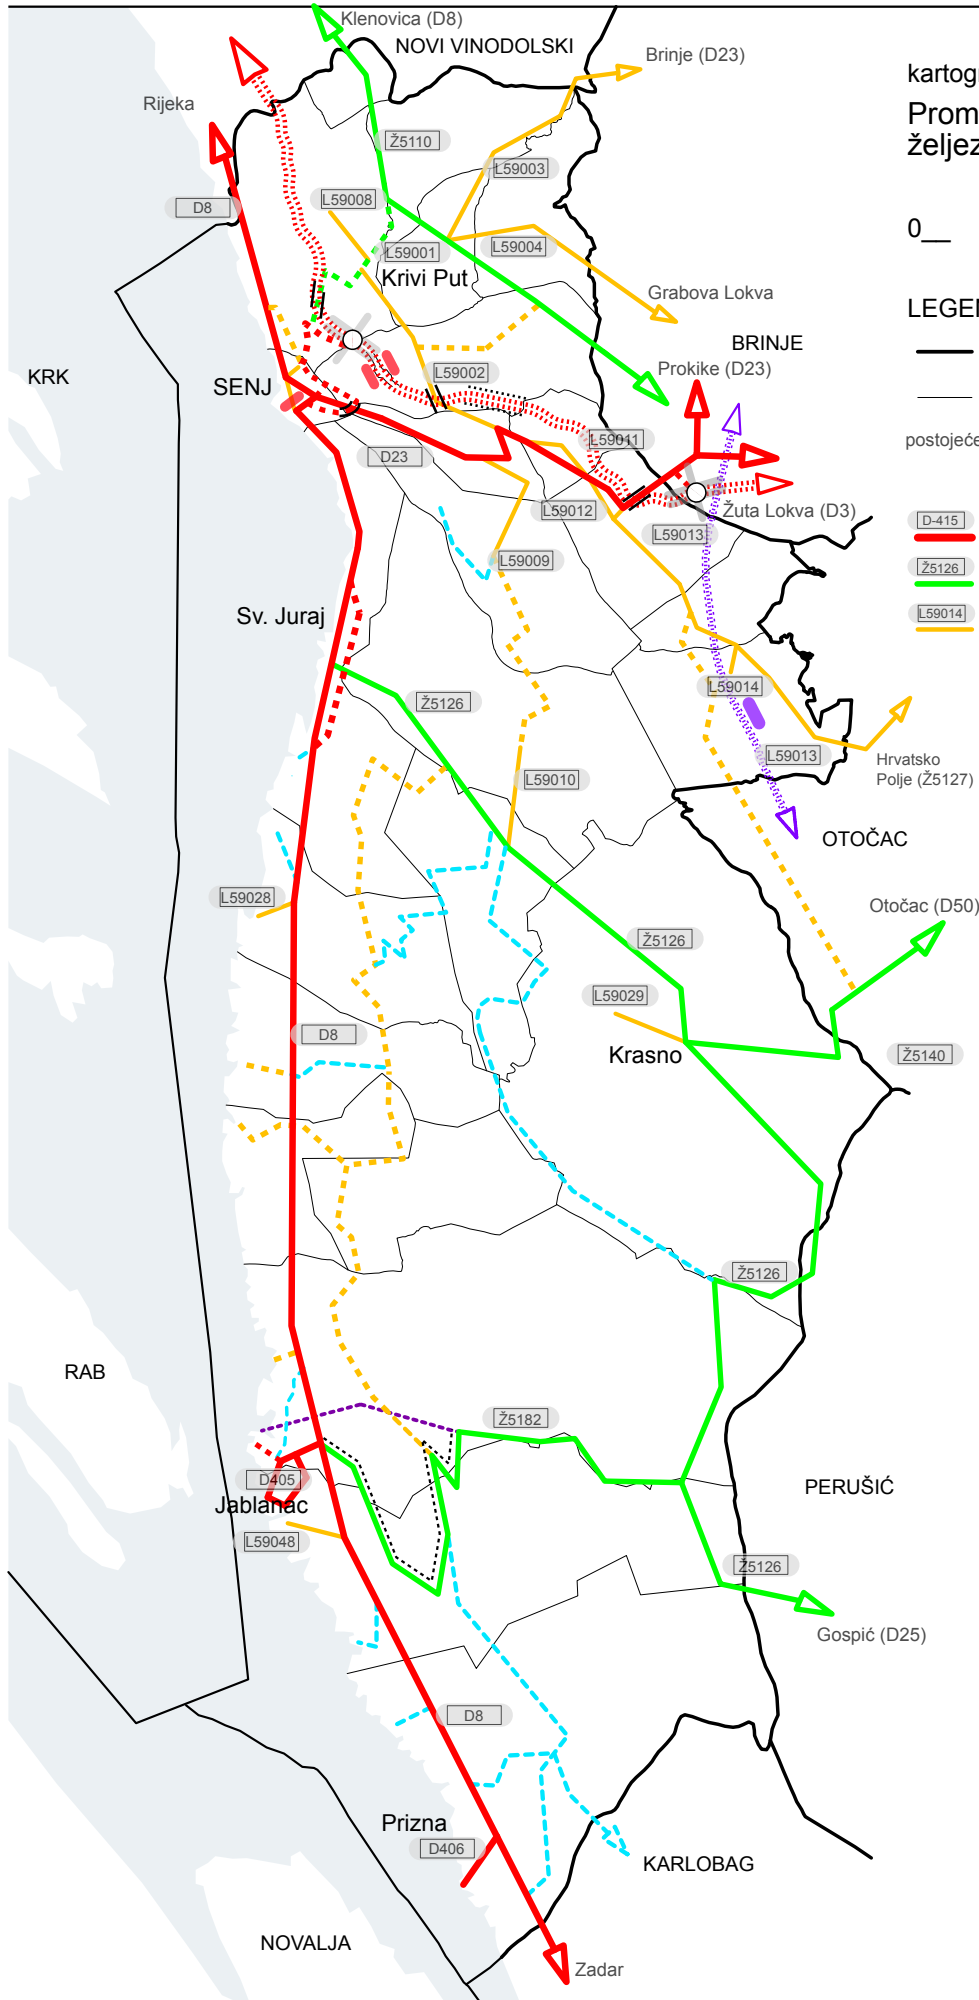 Klenovica (D8)
NOVI VINODOLSKI
Brinje (D23)
kartog
Prom
željez
Rijeka
Ž5110
L59003
L59008
D8
0__
L59001
L59004
Krivi Put
Grabova Lokva
LEGEN
BRINJE
Prokike (D23)
KRK
SENJ
L59002
D23
L59011
postojeće
L59012
Žuta Lokva (D3)
D-415
L59013
L59009
Ž5126
Sv. Juraj
L59014
L59014
Ž5126
L59013
Hrvatsko
Polje (Ž5127)
L59010
OTOČAC
L59028
Otočac (D50)
Ž5126
L59029
D8
Krasno
Ž5140
Ž5126
RAB
Ž5182
D405
Jablanac
PERUŠIĆ
L59048
Ž5126
Gospić (D25)
D8
Prizna
D406
KARLOBAG
NOVALJA
Zadar